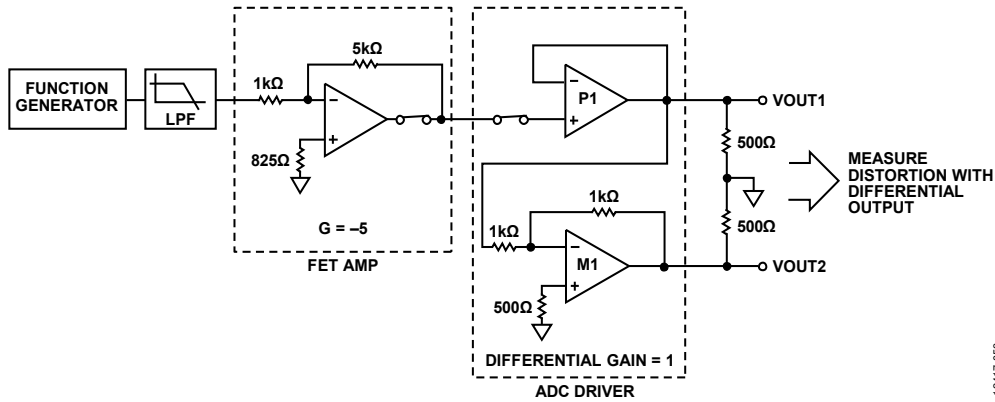 FUNCTION
GENERATOR
LPF
1kΩ
5kΩ
−
+
825Ω
G = –5
FET AMP
−
P1
+
1kΩ
1kΩ
−
M1
+
500Ω
DIFFERENTIAL GAIN = 1
ADC DRIVER
VOUT1
500Ω
500Ω
VOUT2
MEASURE
DISTORTION WITH
DIFFERENTIAL
OUTPUT